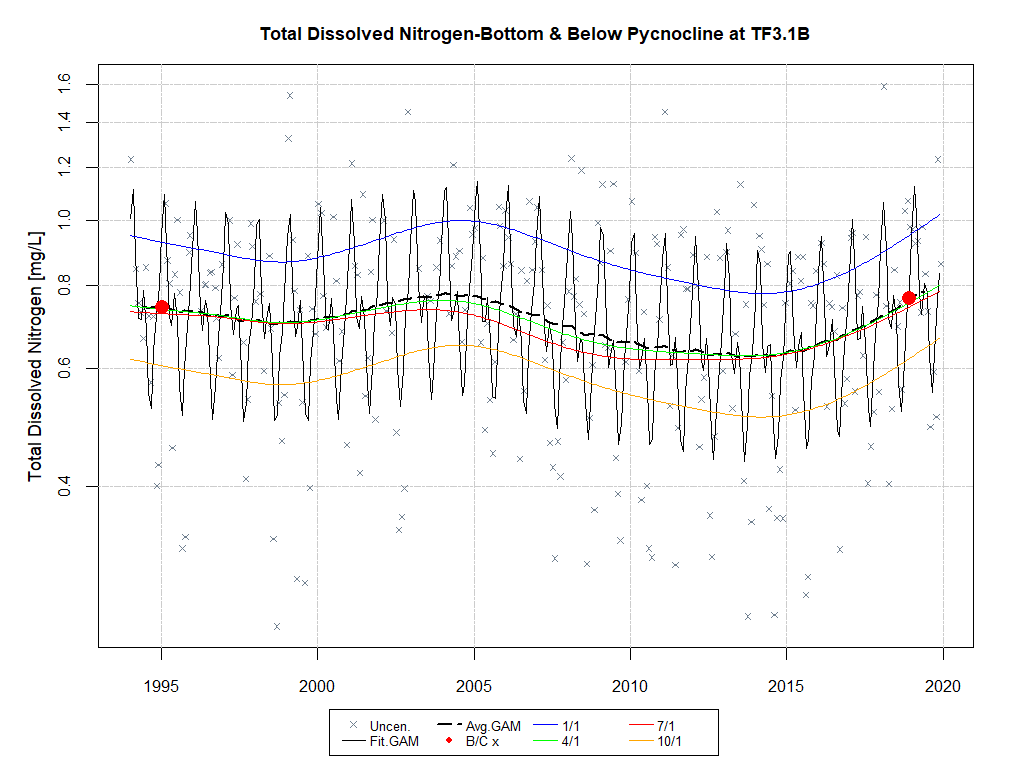 Total Dissolved Nitrogen-Bottom & Below Pycnocline at TF3.1B
Total Dissolved Nitrogen [mg/L]
1.6
1.4
1.2
1.0
0.8
0.6
0.4
1995 2000 2005 2010 2015 2020
Uncen. Avg.GAM 1/1 7/1
Fit.GAM B/C x 4/1 10/1